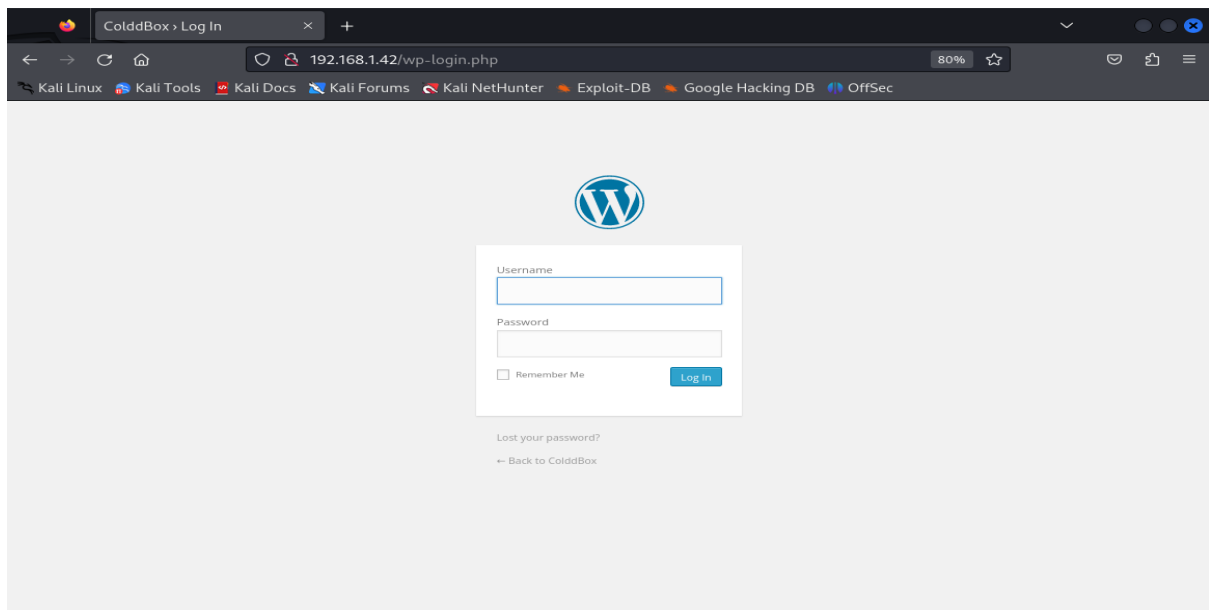 ColddBox › Log In
192.168.1.42/wp-login.php 80%
Kali Linux Kali Tools Kali Docs Kali Forums Kali NetHunter Exploit-DB Google Hacking DB OffSec
Username
Password
Remember Me Log In
Lost your password?
← Back to ColddBox